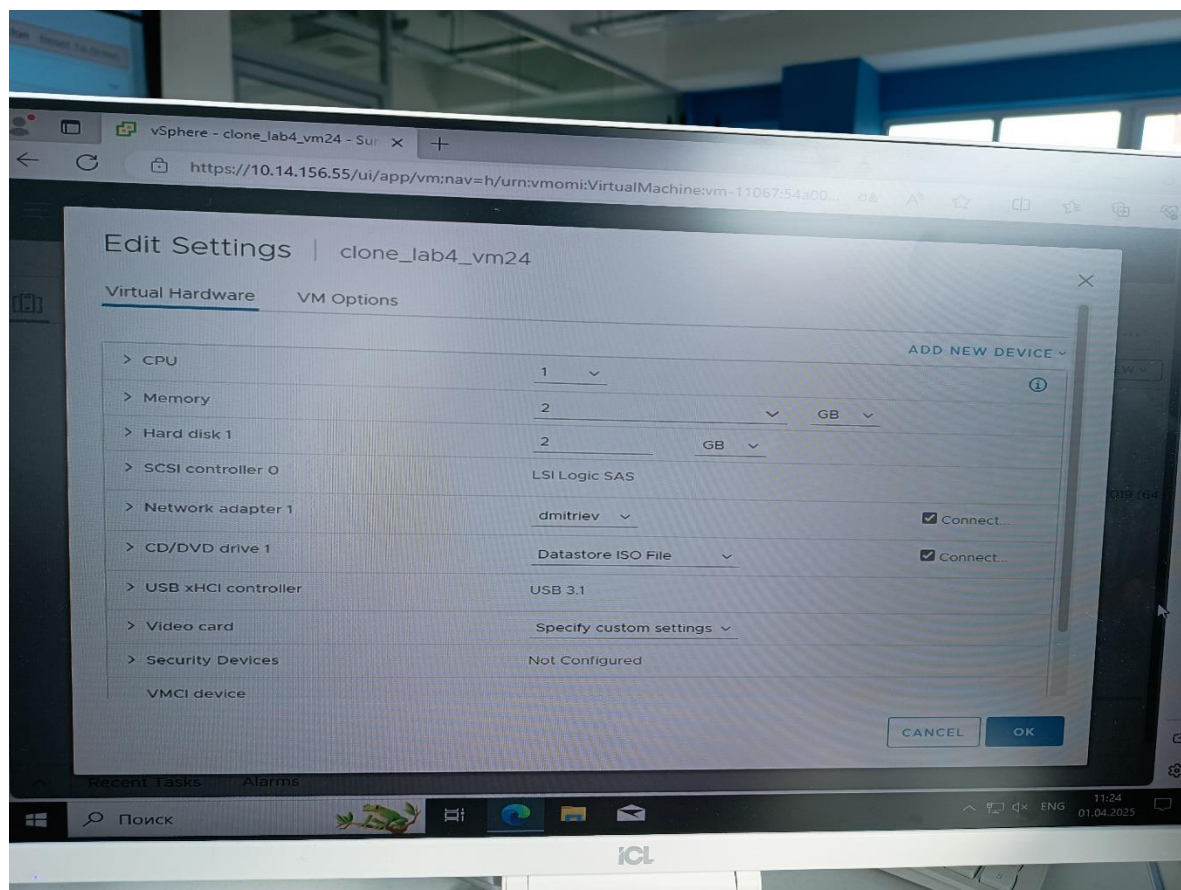 vSphere - clone_lab4_vm24 - Sur
https://10.14.156.55/ui/app/vm;nav=h/urn:vmomi:VirtualMachine:vm-11067:54a00...
Edit Settings | clone_lab4_vm24
Virtual Hardware VM Options
ADD NEW DEVICE
CPU 1
Memory 2 GB
Hard disk 1 2 GB
SCSI controller 0 LSI Logic SAS
Network adapter 1 dmitriev Connect...
CD/DVD drive 1 Datastore ISO File Connect...
USB xHCI controller USB 3.1
Video card Specify custom settings
Security Devices Not Configured
VMCI device
CANCEL OK
Recent Tasks Alarms
Поиск ENG 11:24
01.04.2025
iCL